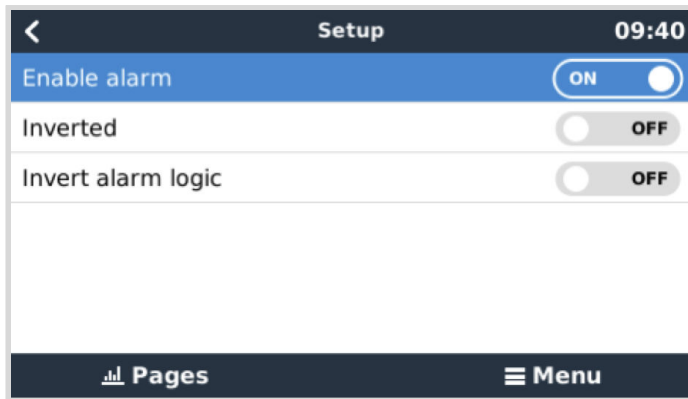 Setup 09:40
Enable alarm ON
Inverted OFF
Invert alarm logic OFF
Pages Menu